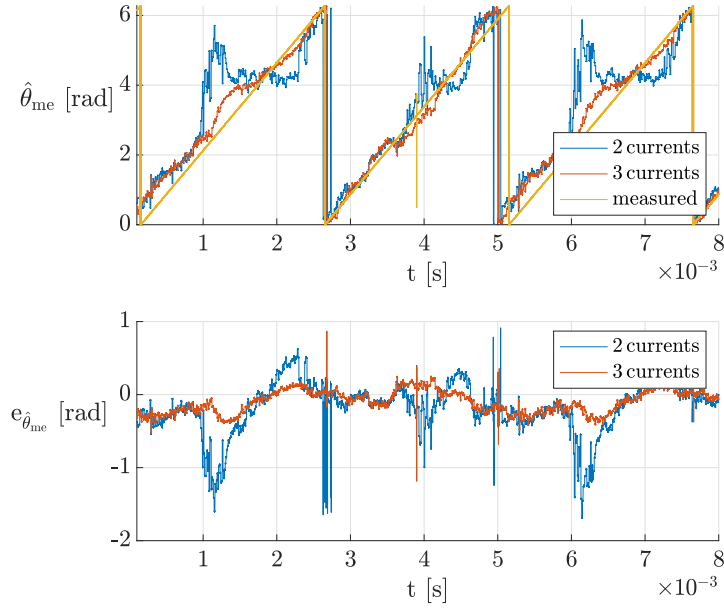 6
4
2
0
θ̂me [rad]
2 currents
3 currents
measured
1 2 3 4 5 6 7 8
t [s]
×10⁻³
1
0
-1
-2
eθ̂me [rad]
2 currents
3 currents
1 2 3 4 5 6 7 8
t [s]
×10⁻³